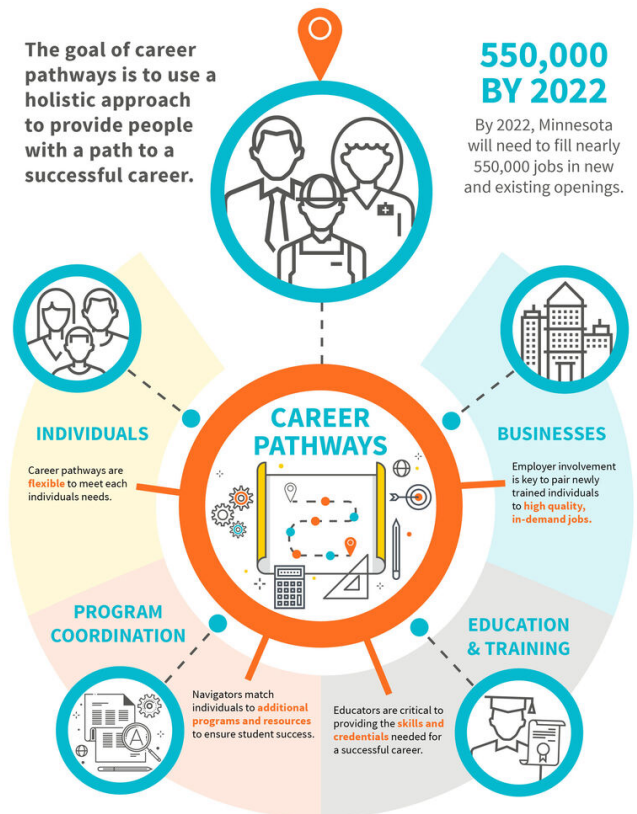 The goal of career
pathways is to use a
holistic approach
to provide people
with a path to a
successful career.
550,000
BY 2022
By 2022, Minnesota
will need to fill nearly
550,000 jobs in new
and existing openings.
CAREER
PATHWAYS
INDIVIDUALS
Career pathways are
flexible to meet each
individuals needs.
BUSINESSES
Employer involvement
is key to pair newly
trained individuals
to high quality,
in-demand jobs.
PROGRAM
COORDINATION
Navigators match
individuals to additional
programs and resources
to ensure student success.
EDUCATION
& TRAINING
Educators are critical to
providing the skills and
credentials needed for
a successful career.
A